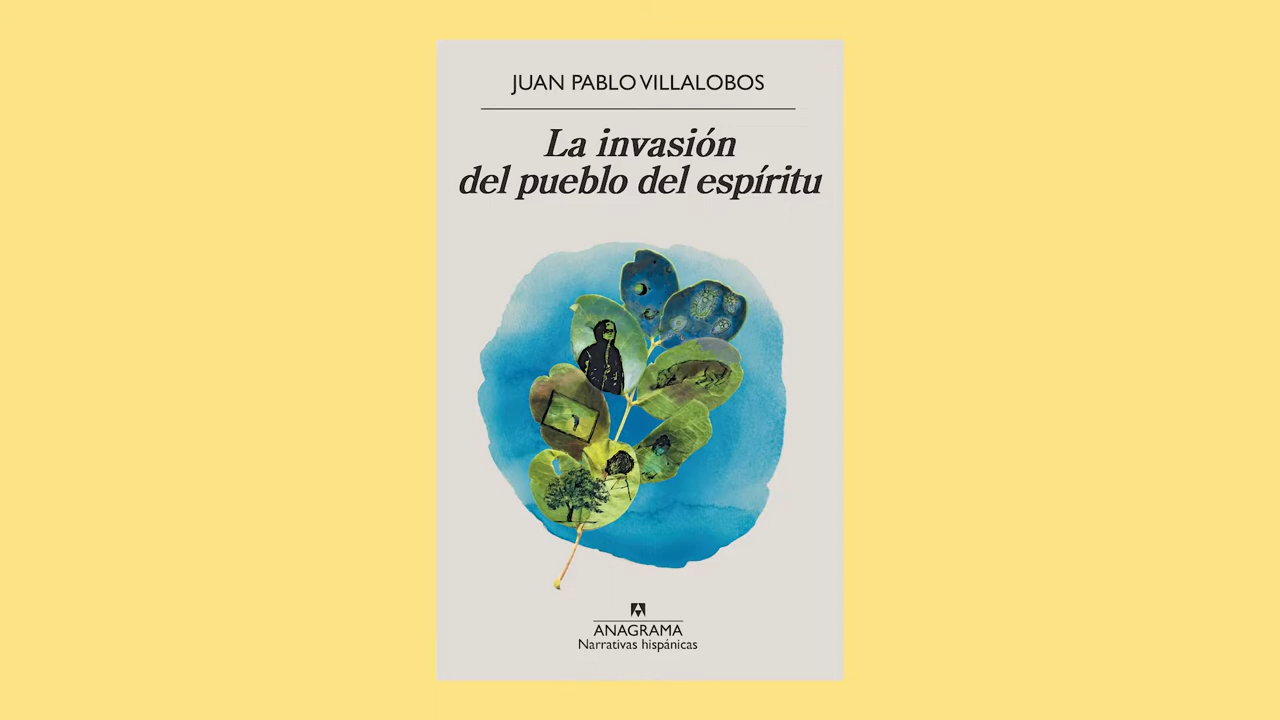 JUAN PABLO VILLALOBOS
La invasión
del pueblo del espíritu
ANAGRAMA
Narrativas hispánicas